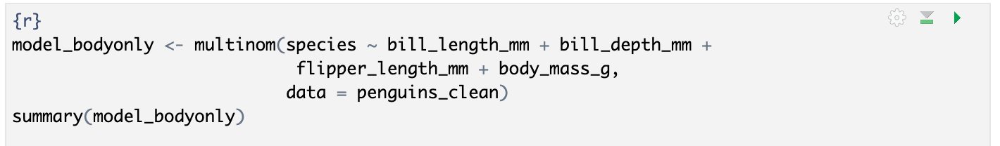 {r}
model_bodyonly <- multinom(species ~ bill_length_mm + bill_depth_mm +
                            flipper_length_mm + body_mass_g,
                           data = penguins_clean)
summary(model_bodyonly)